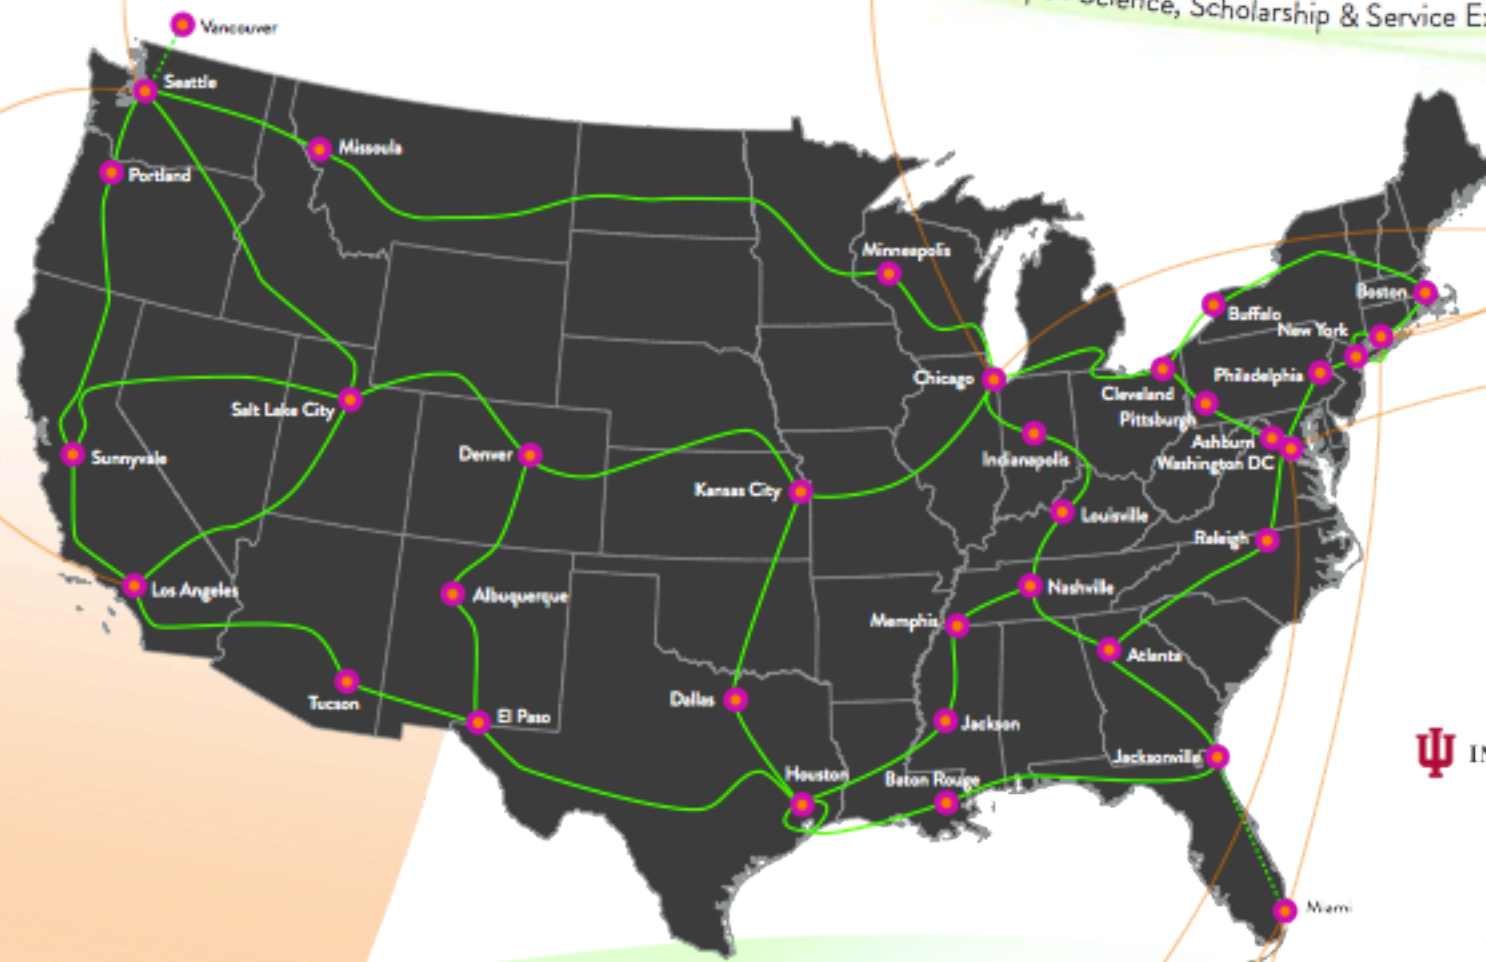 Science, Scholarship & Service
Vancouver
Seattle
Missoula
Portland
Minneapolis
Boston
Buffalo
New York
Chicago
Philadelphia
Cleveland
Salt Lake City
Pittsburgh
Ashburn
Denver
Sunnyvale
Indianapolis
Washington DC
Kansas City
Louisville
Raleigh
Los Angeles
Albuquerque
Nashville
Memphis
Atlanta
Tucson
Dallas
El Paso
Jackson
Jacksonville
Houston
Baton Rouge
Miami